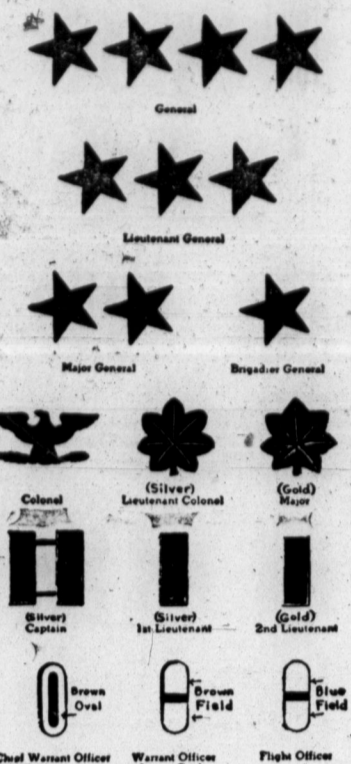 General
Lieutenant General
Major General Brigadier General
Colonel
(Silver)
Lieutenant Colonel
(Gold)
Major
(Silver)
Captain
(Silver)
1st Lieutenant
(Gold)
2nd Lieutenant
Brown
Oval
Chief Warrant Officer
Brown
Field
Warrant Officer
Blue
Field
Flight Officer